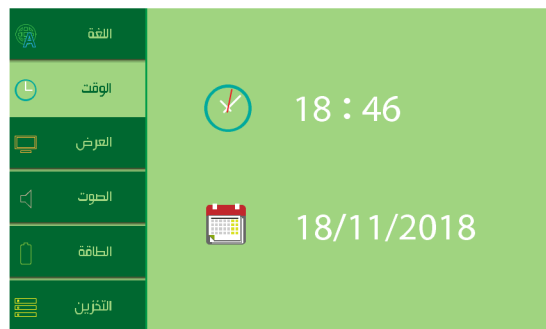 اللغة
الوقت
العرض
الصوت
الطاقة
التخزين
18 : 46
18/11/2018